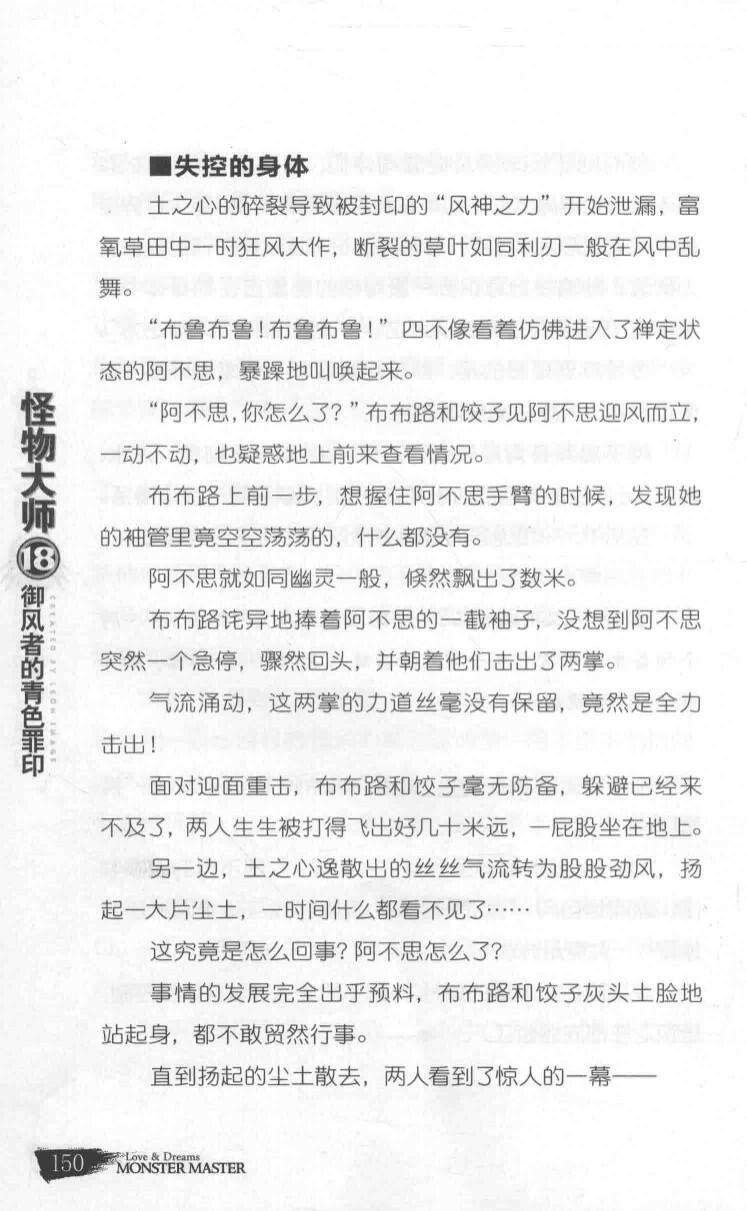 ■失控的身体
土之心的碎裂导致被封印的“风神之力”开始泄漏，富
氧草田中一时狂风大作，断裂的草叶如同利刃一般在风中乱
舞。
“布鲁布鲁！布鲁布鲁！”四不像看着仿佛进入了禅定状
态的阿不思，暴躁地叫唤起来。
“阿不思，你怎么了？”布布路和饺子见阿不思迎风而立，
一动不动，也疑惑地上前来查看情况。
布布路上前一步，想握住阿不思手臂的时候，发现她
的袖管里竟空空荡荡的，什么都没有。
阿不思就如同幽灵一般，倏然飘出了数米。
布布路诧异地捧着阿不思的一截袖子，没想到阿不思
突然一个急停，骤然回头，并朝着他们击出了两掌。
气流涌动，这两掌的力道丝毫没有保留，竟然是全力
击出！
面对迎面重击，布布路和饺子毫无防备，躲避已经来
不及了，两人生生被打得飞出好几十米远，一屁股坐在地上。
另一边，土之心逸散出的丝丝气流转为股股劲风，扬
起一大片尘土，一时间什么都看不见了……
这究竟是怎么回事？阿不思怎么了？
事情的发展完全出乎预料，布布路和饺子灰头土脸地
站起身，都不敢贸然行事。
直到扬起的尘土散去，两人看到了惊人的一幕——
怪物大师
18
御风者的青色罪印
CREATED BY LEON IMAGE
150
Love & Dreams
MONSTER MASTER